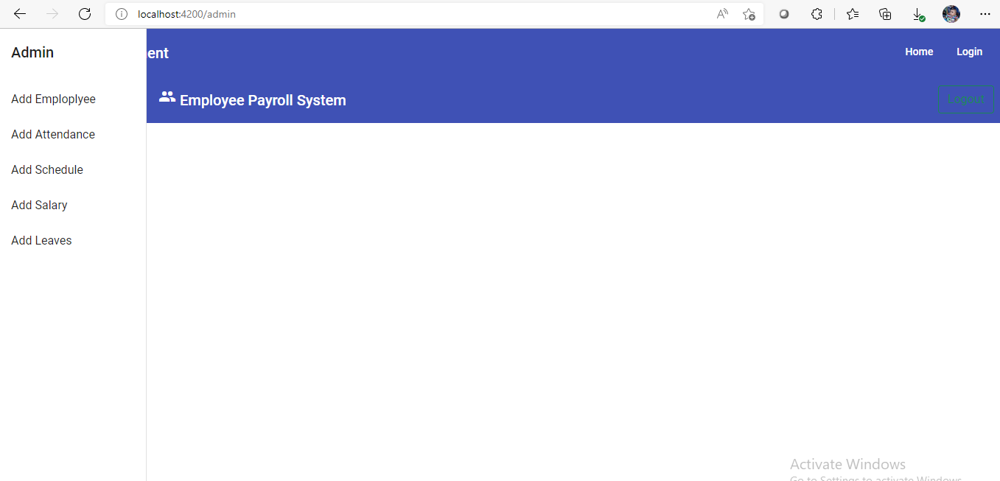 localhost:4200/admin
Admin
ent
Home
Login
Add Emploplyee
Employee Payroll System
Logout
Add Attendance
Add Schedule
Add Salary
Add Leaves
Activate Windows
Go to Settings to activate Windows.